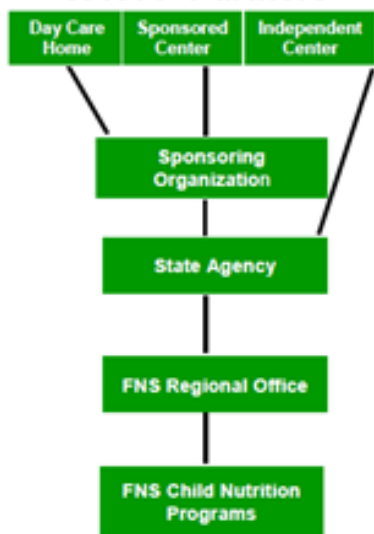 Day Care
Home
Sponsored
Center
Independent
Center
Sponsoring
Organization
State Agency
FNS Regional Office
FNS Child Nutrition
Programs